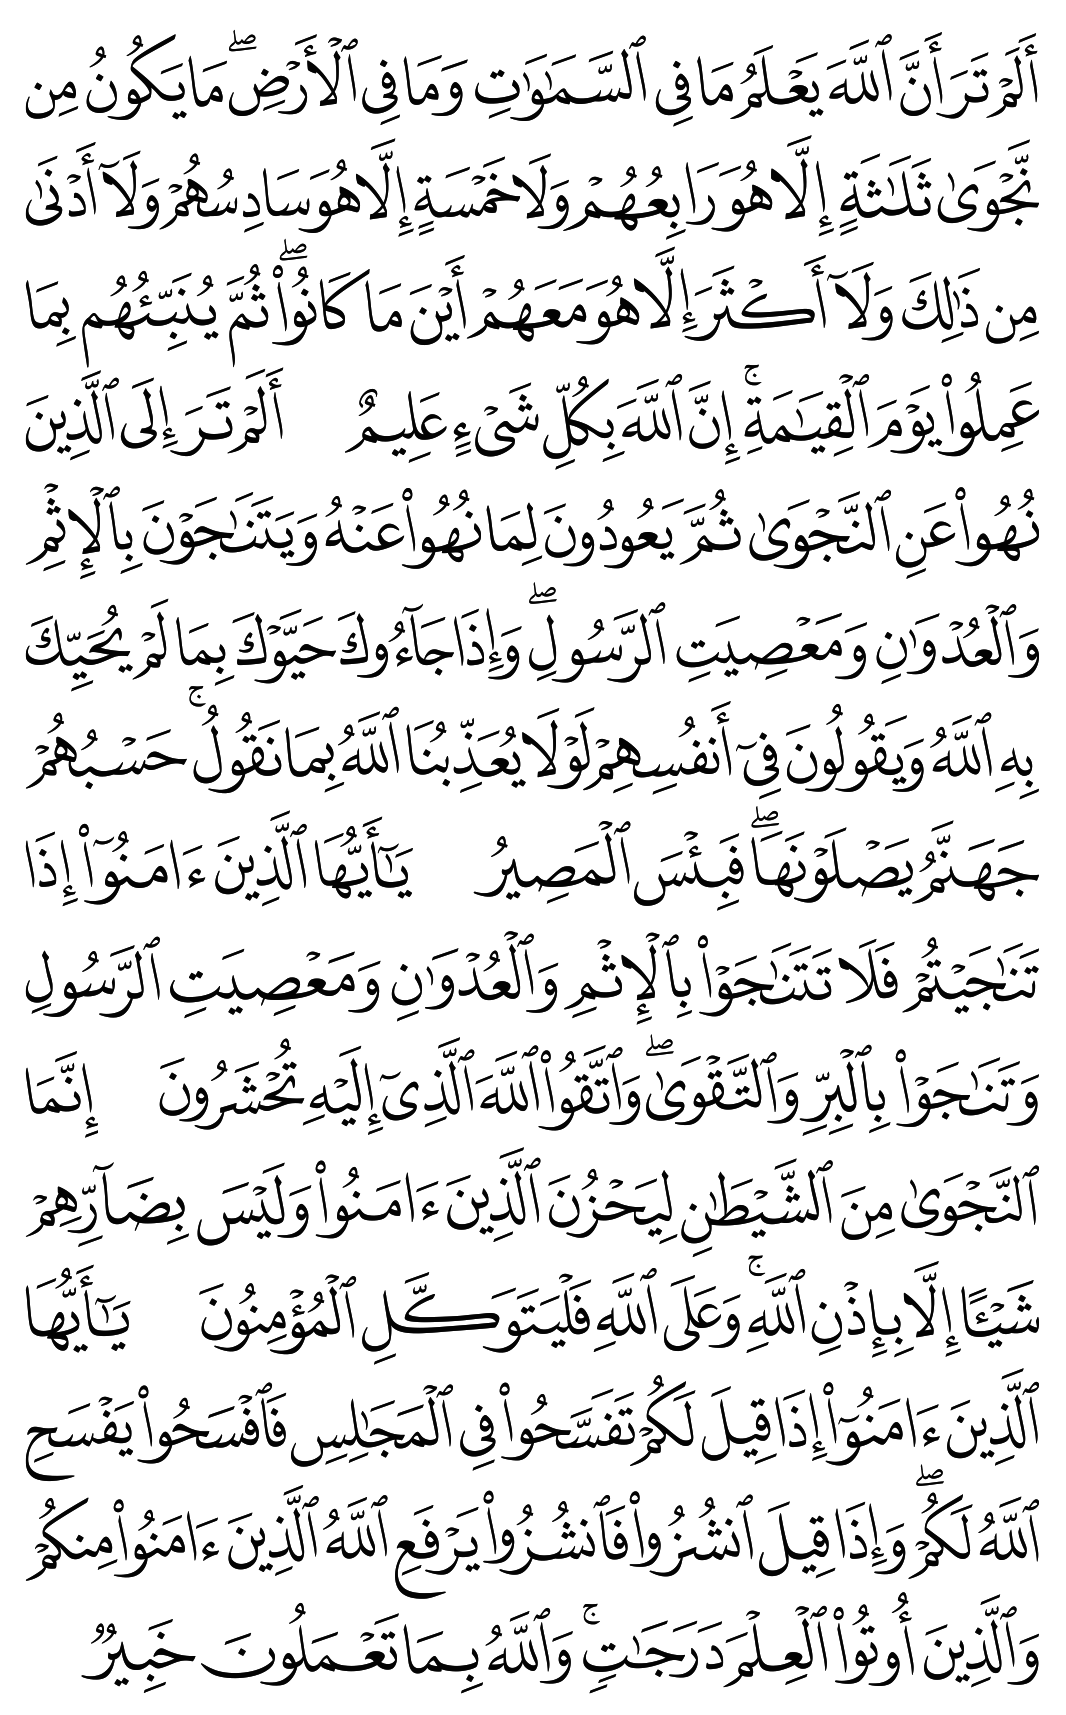 أَلَمۡ تَرَ أَنَّ ٱللَّهَ يَعۡلَمُ مَا فِي ٱلسَّمَٰوَٰتِ وَمَا فِي ٱلۡأَرۡضِۖ مَا يَكُونُ مِن
نَّجۡوَىٰ ثَلَٰثَةٍ إِلَّا هُوَ رَابِعُهُمۡ وَلَا خَمۡسَةٍ إِلَّا هُوَ سَادِسُهُمۡ وَلَآ أَدۡنَىٰ
مِن ذَٰلِكَ وَلَآ أَكۡثَرَ إِلَّا هُوَ مَعَهُمۡ أَيۡنَ مَا كَانُواْۖ ثُمَّ يُنَبِّئُهُم بِمَا
عَمِلُواْ يَوۡمَ ٱلۡقِيَٰمَةِۚ إِنَّ ٱللَّهَ بِكُلِّ شَيۡءٍ عَلِيمٌ أَلَمۡ تَرَ إِلَى ٱلَّذِينَ
نُهُواْ عَنِ ٱلنَّجۡوَىٰ ثُمَّ يَعُودُونَ لِمَا نُهُواْ عَنۡهُ وَيَتَنَٰجَوۡنَ بِٱلۡإِثۡمِ
وَٱلۡعُدۡوَٰنِ وَمَعۡصِيَتِ ٱلرَّسُولِۖ وَإِذَا جَآءُوكَ حَيَّوۡكَ بِمَا لَمۡ يُحَيِّكَ
بِهِ ٱللَّهُ وَيَقُولُونَ فِيٓ أَنفُسِهِمۡ لَوۡلَا يُعَذِّبُنَا ٱللَّهُ بِمَا نَقُولُۚ حَسۡبُهُمۡ
جَهَنَّمُ يَصۡلَوۡنَهَاۖ فَبِئۡسَ ٱلۡمَصِيرُ يَٰٓأَيُّهَا ٱلَّذِينَ ءَامَنُوٓاْ إِذَا
تَنَٰجَيۡتُمۡ فَلَا تَتَنَٰجَوۡاْ بِٱلۡإِثۡمِ وَٱلۡعُدۡوَٰنِ وَمَعۡصِيَتِ ٱلرَّسُولِ
وَتَنَٰجَوۡاْ بِٱلۡبِرِّ وَٱلتَّقۡوَىٰۖ وَٱتَّقُواْ ٱللَّهَ ٱلَّذِيٓ إِلَيۡهِ تُحۡشَرُونَ إِنَّمَا
ٱلنَّجۡوَىٰ مِنَ ٱلشَّيۡطَٰنِ لِيَحۡزُنَ ٱلَّذِينَ ءَامَنُواْ وَلَيۡسَ بِضَآرِّهِمۡ
شَيۡـًٔا إِلَّا بِإِذۡنِ ٱللَّهِۚ وَعَلَى ٱللَّهِ فَلۡيَتَوَكَّلِ ٱلۡمُؤۡمِنُونَ يَٰٓأَيُّهَا
ٱلَّذِينَ ءَامَنُوٓاْ إِذَا قِيلَ لَكُمۡ تَفَسَّحُواْ فِي ٱلۡمَجَٰلِسِ فَٱفۡسَحُواْ يَفۡسَحِ
ٱللَّهُ لَكُمۡۖ وَإِذَا قِيلَ ٱنشُزُواْ فَٱنشُزُواْ يَرۡفَعِ ٱللَّهُ ٱلَّذِينَ ءَامَنُواْ مِنكُمۡ
وَٱلَّذِينَ أُوتُواْ ٱلۡعِلۡمَ دَرَجَٰتٖۚ وَٱللَّهُ بِمَا تَعۡمَلُونَ خَبِيرٞ